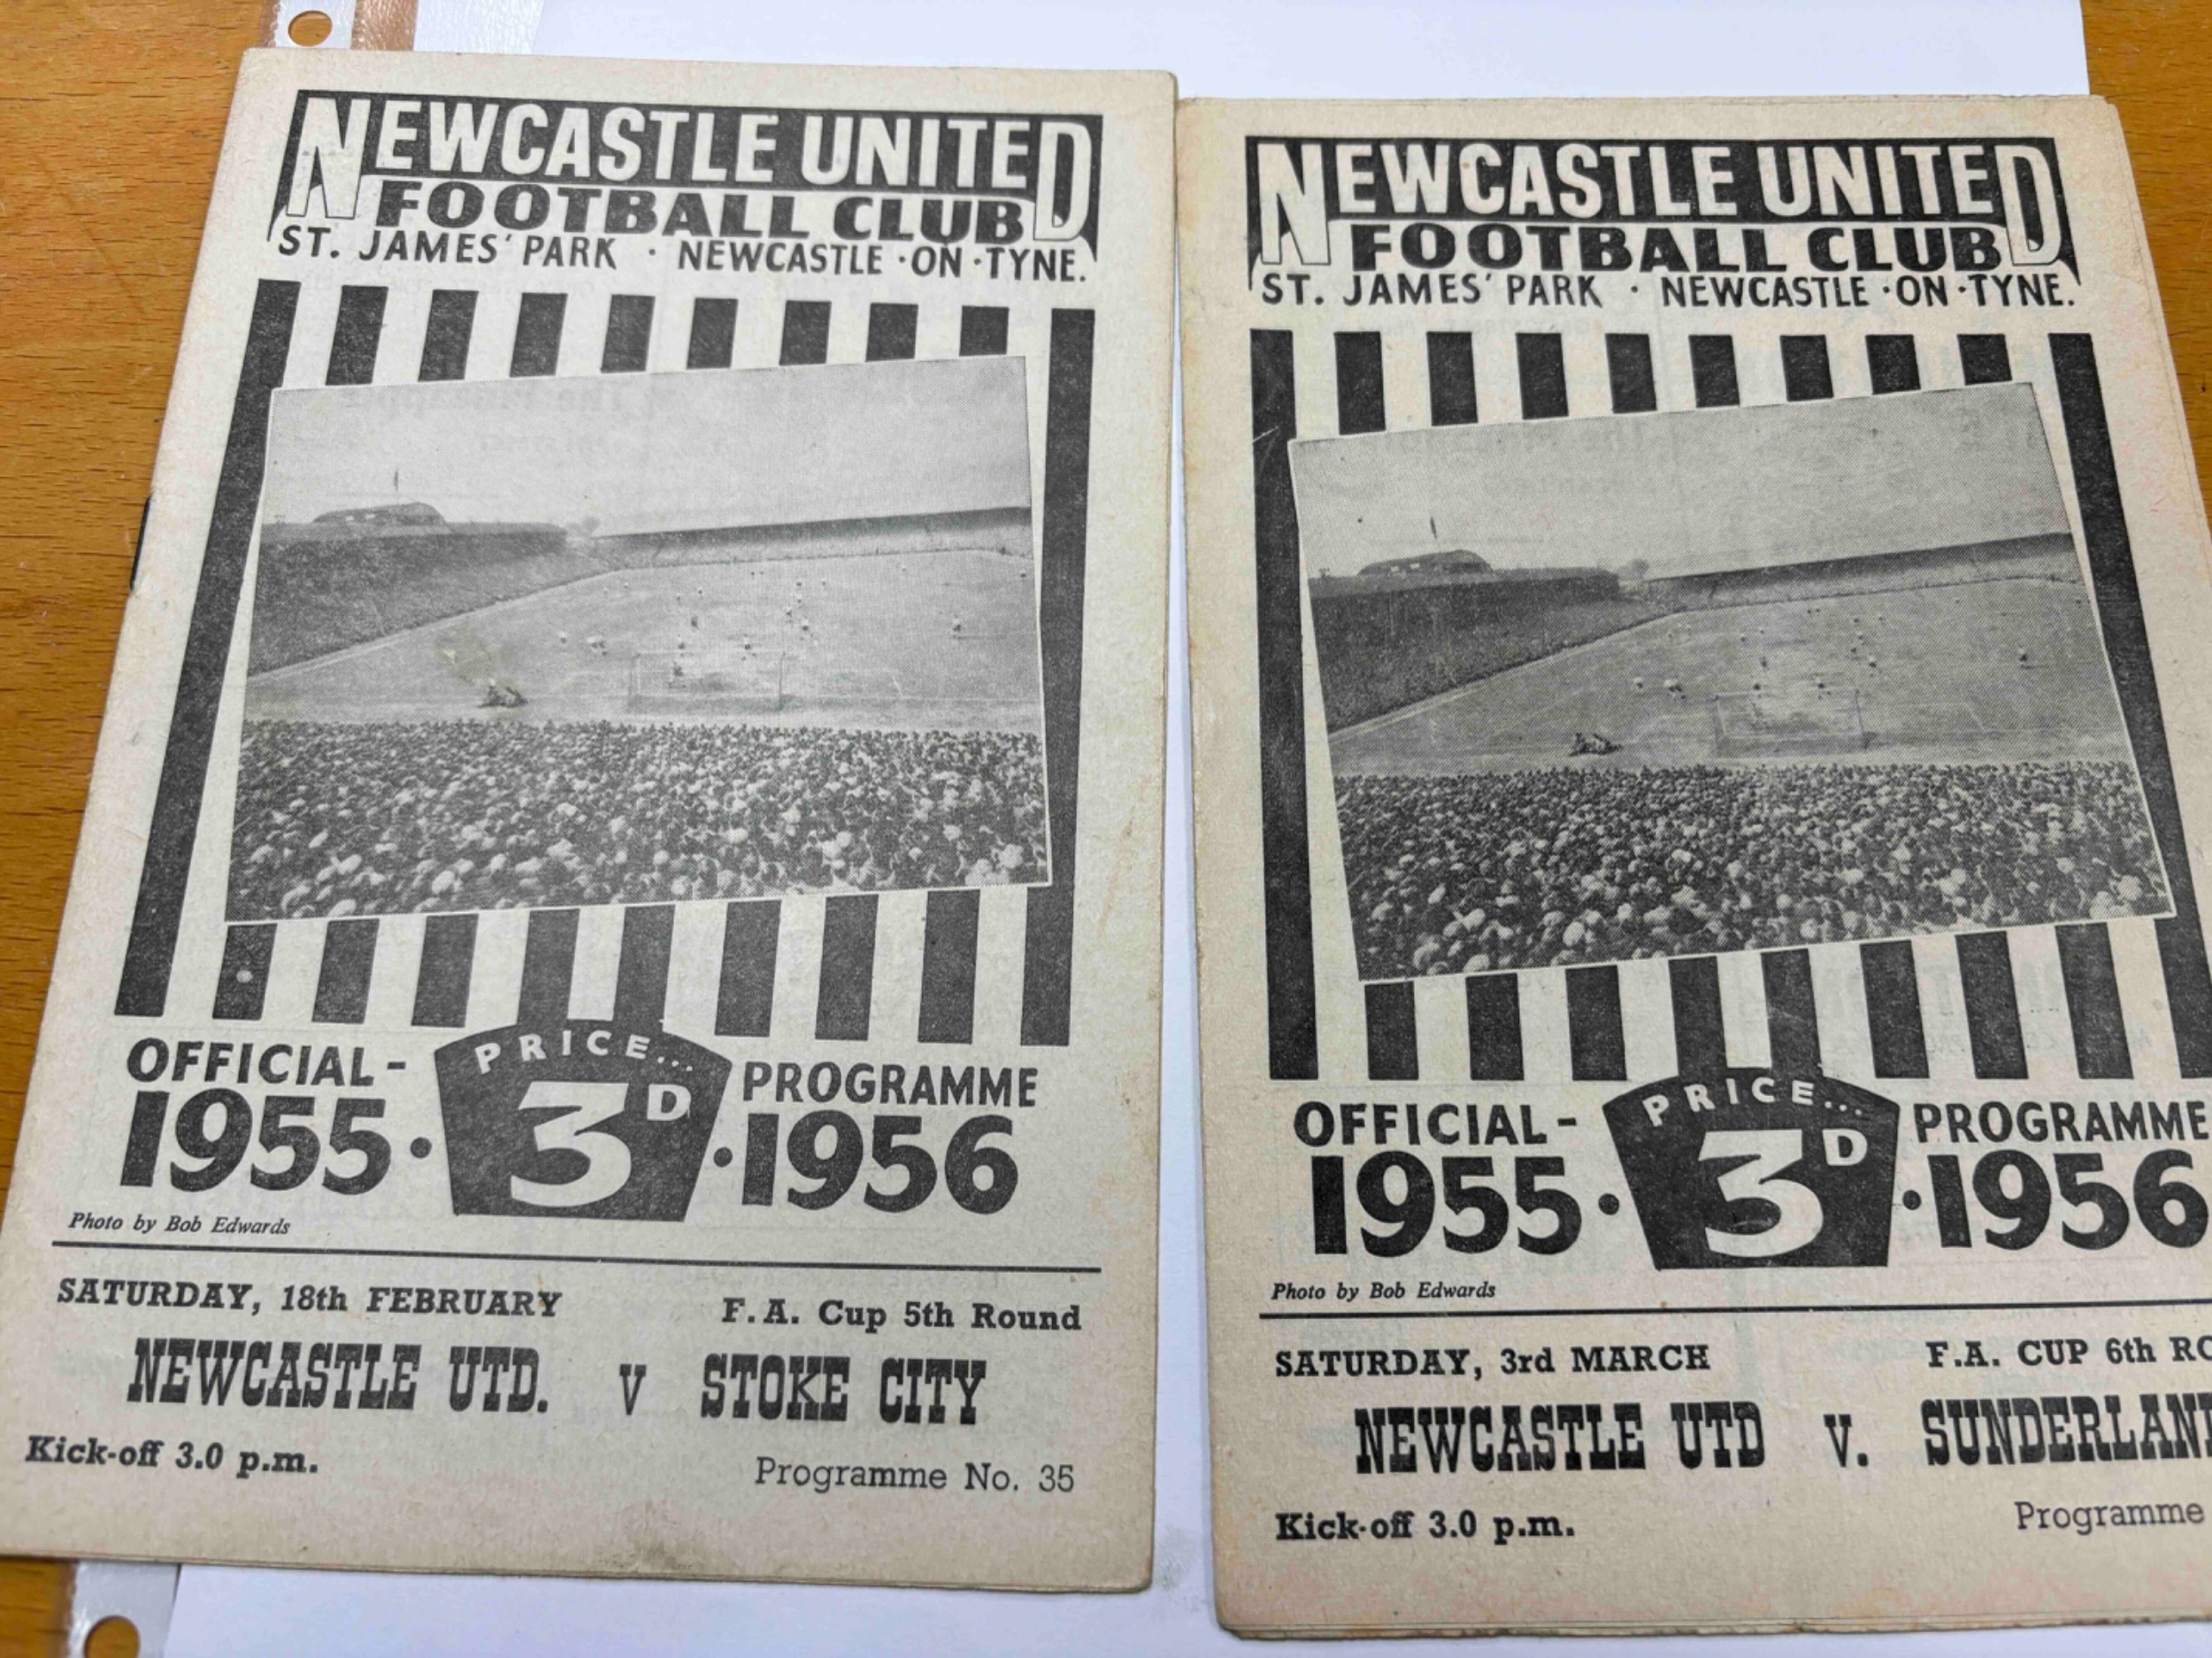 NEWCASTLE UNITED
FOOTBALL CLUB
ST. JAMES' PARK · NEWCASTLE · ON · TYNE.
OFFICIAL - PRICE... PROGRAMME
1955 · 3D · 1956
Photo by Bob Edwards
SATURDAY, 18th FEBRUARY F.A. Cup 5th Round
NEWCASTLE UTD. V STOKE CITY
Kick-off 3.0 p.m. Programme No. 35
NEWCASTLE UNITED
FOOTBALL CLUB
ST. JAMES' PARK · NEWCASTLE · ON · TYNE.
OFFICIAL - PRICE... PROGRAMME
1955 · 3D · 1956
Photo by Bob Edwards
SATURDAY, 3rd MARCH F.A. CUP 6th
NEWCASTLE UTD V. SUNDERLAN
Kick-off 3.0 p.m. Programme